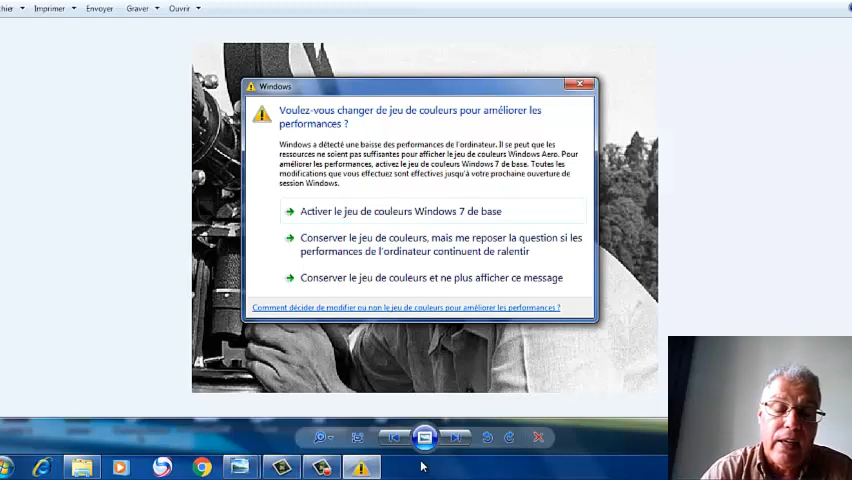 hier Imprimer Envoyer Graver Ouvrir
Windows
Voulez-vous changer de jeu de couleurs pour améliorer les
performances ?
Windows a détecté une baisse des performances de l'ordinateur. Il se peut que les
ressources ne soient pas suffisantes pour afficher le jeu de couleurs Windows Aero. Pour
améliorer les performances, activez le jeu de couleurs Windows 7 de base. Toutes les
modifications que vous effectuez sont effectives jusqu'à votre prochaine ouverture de
session Windows.
Activer le jeu de couleurs Windows 7 de base
Conserver le jeu de couleurs, mais me reposer la question si les
performances de l'ordinateur continuent de ralentir
Conserver le jeu de couleurs et ne plus afficher ce message
Comment décider de modifier ou non le jeu de couleurs pour améliorer les performances ?